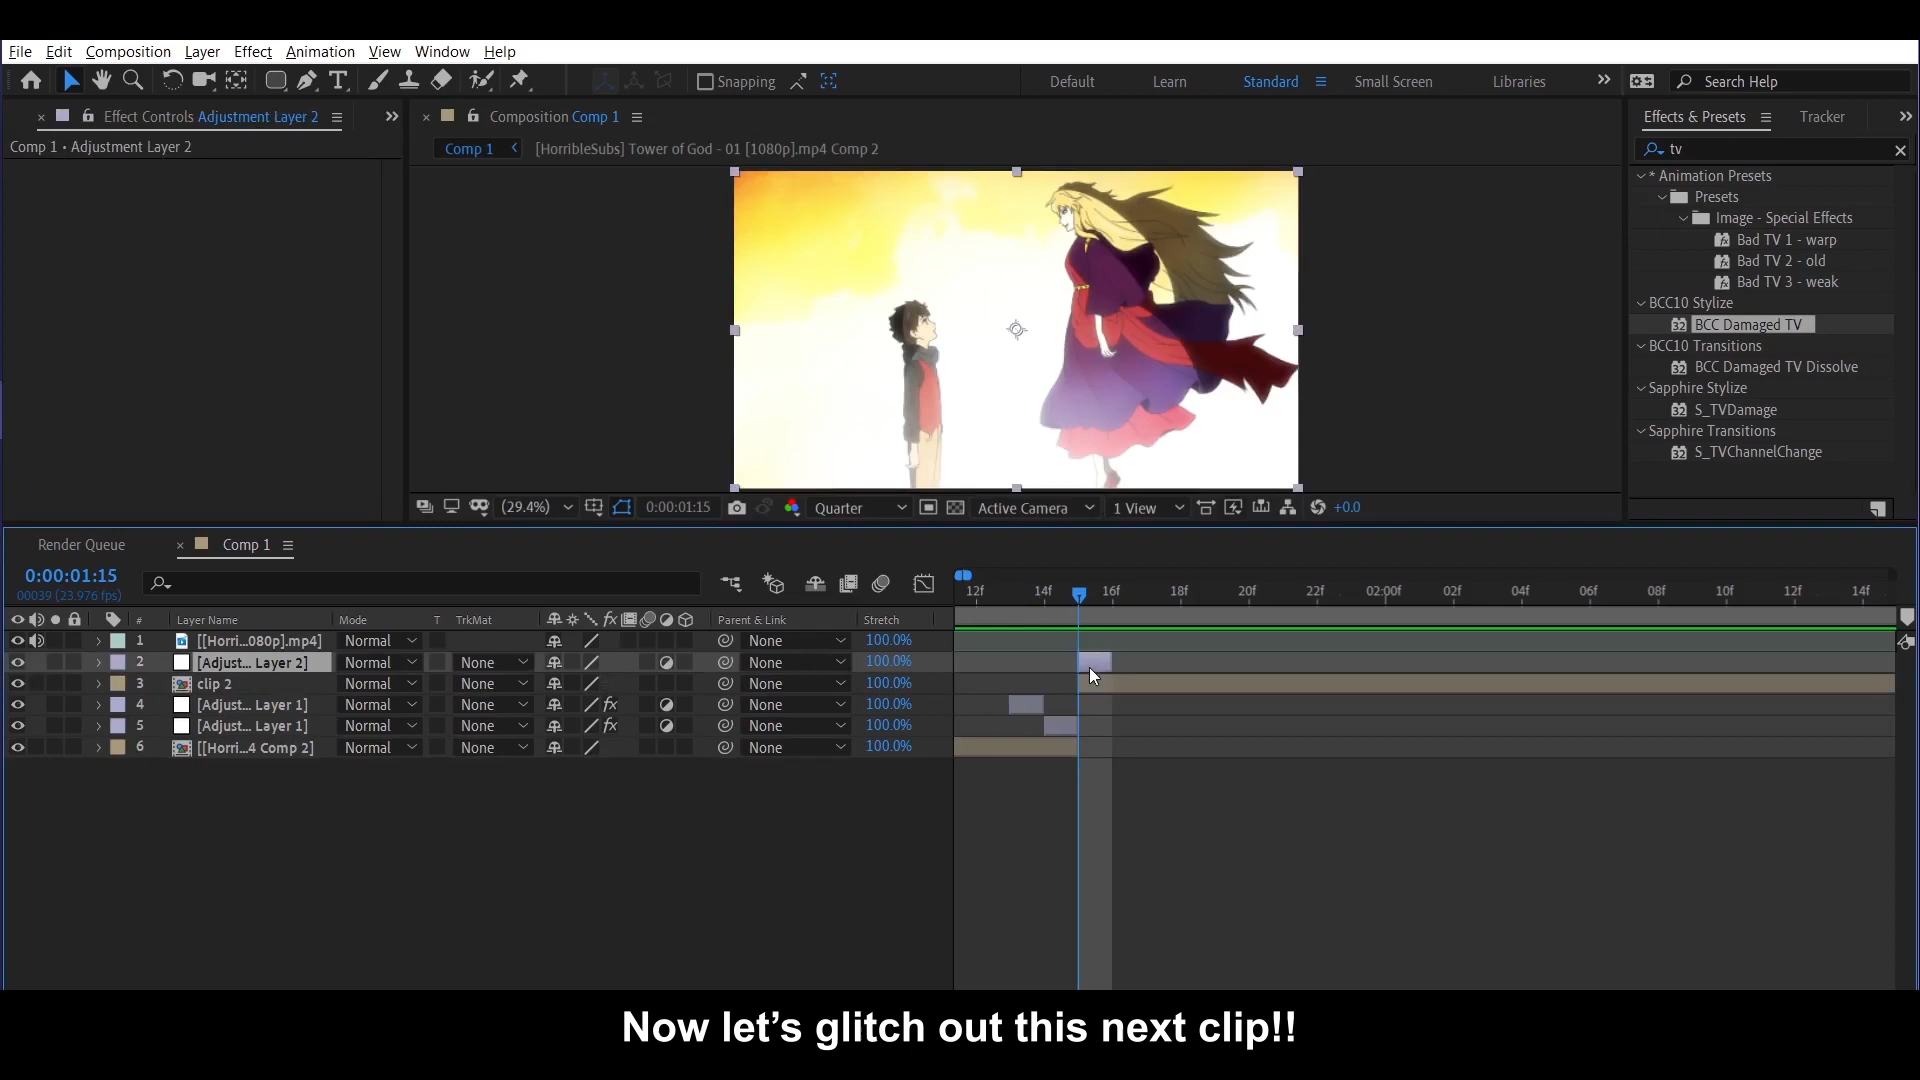 File Edit Composition Layer Effect Animation View Window Help
Snapping Default Learn Standard Small Screen Libraries Search Help
Effect Controls Adjustment Layer 2
Composition Comp 1
Effects & Presets Tracker
Comp 1 • Adjustment Layer 2
Comp 1 [HorribleSubs] Tower of God - 01 [1080p].mp4 Comp 2
tv
* Animation Presets
Presets
Image - Special Effects
Bad TV 1 - warp
Bad TV 2 - old
Bad TV 3 - weak
BCC10 Stylize
32 BCC Damaged TV
BCC10 Transitions
32 BCC Damaged TV Dissolve
Sapphire Stylize
32 S_TVDamage
Sapphire Transitions
32 S_TVChannelChange
(29.4%) 0:00:01:15 Quarter Active Camera 1 View +0.0
Render Queue Comp 1
0:00:01:15
00039 (23.976 fps)
12f 14f 16f 18f 20f 22f 02:00f 02f 04f 06f 08f 10f 12f 14f
# Layer Name Mode T TrkMat fx Parent & Link Stretch
1 [[Horri...080p].mp4] Normal None 100.0%
2 [Adjust... Layer 2] Normal None None 100.0%
3 clip 2 Normal None None 100.0%
4 [Adjust... Layer 1] Normal None fx None 100.0%
5 [Adjust... Layer 1] Normal None fx None 100.0%
6 [[Horri...4 Comp 2] Normal None None 100.0%
Now let’s glitch out this next clip!!